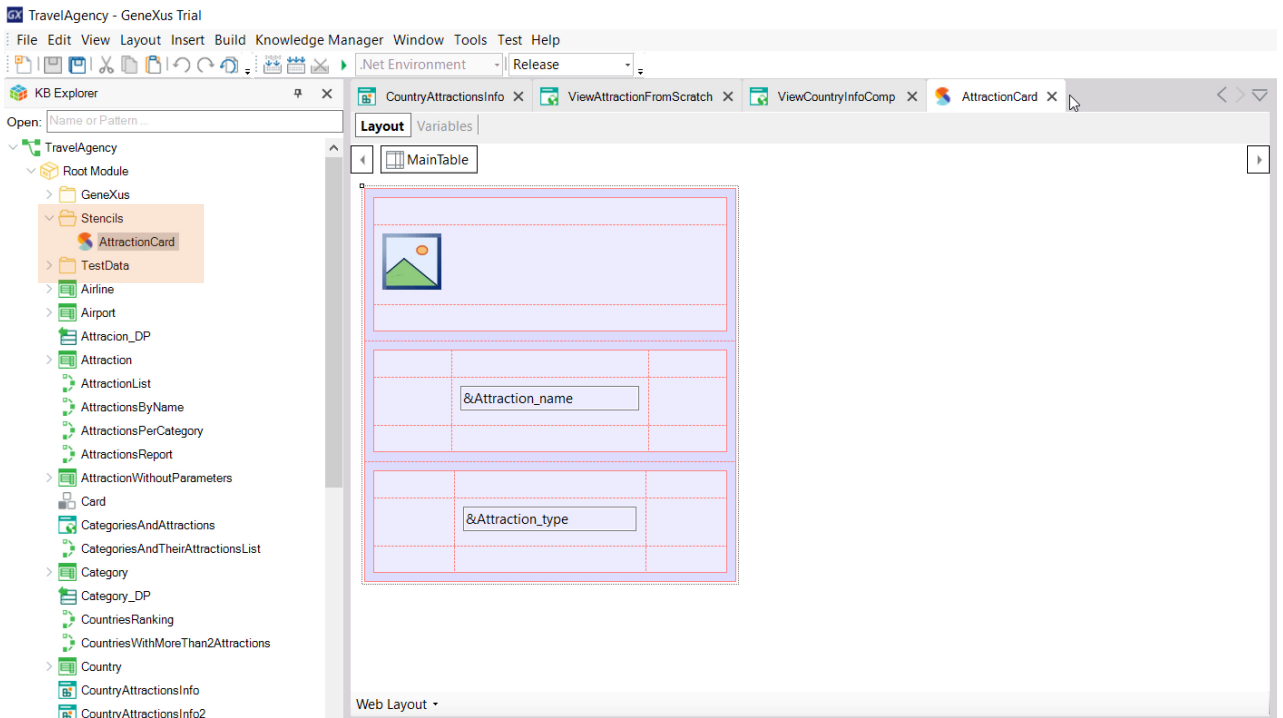 TravelAgency - GeneXus Trial
File Edit View Layout Insert Build Knowledge Manager Window Tools Test Help
.Net Environment Release
KB Explorer
Open: Name or Pattern ...
TravelAgency
Root Module
GeneXus
Stencils
AttractionCard
TestData
Airline
Airport
Attracion_DP
Attraction
AttractionList
AttractionsByName
AttractionsPerCategory
AttractionsReport
AttractionWithoutParameters
Card
CategoriesAndAttractions
CategoriesAndTheirAttractionsList
Category
Category_DP
CountriesRanking
CountriesWithMoreThan2Attractions
Country
CountryAttractionsInfo
CountryAttractionsInfo2
CountryAttractionsInfo ViewAttractionFromScratch ViewCountryInfoComp AttractionCard
Layout Variables
MainTable
&Attraction_name
&Attraction_type
Web Layout